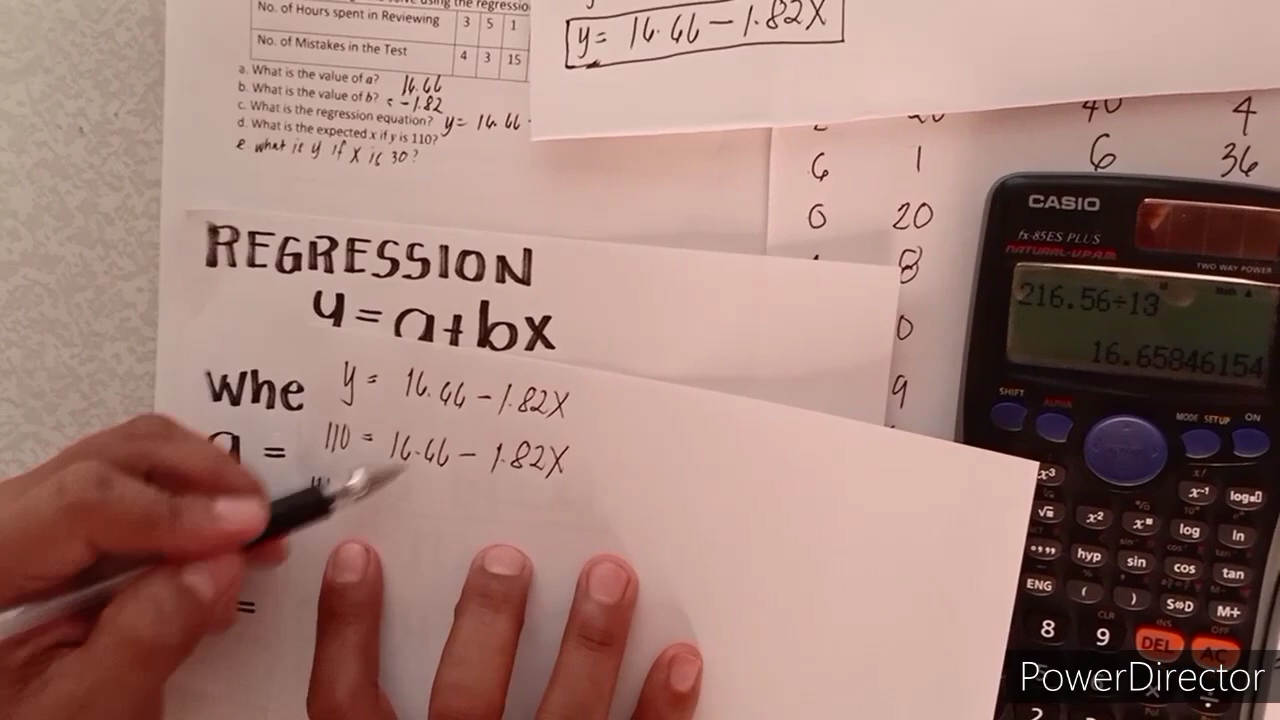 using the regression
No. of Hours spent in Reviewing 3 5 1
No. of Mistakes in the Test 4 3 15
a. What is the value of a? 16.66
b. What is the value of b? = -1.82
c. What is the regression equation? y = 16.66
d. What is the expected x if y is 110?
e. what is y if x is 30?
y = 16.66 - 1.82X
40 4
6 1 6 36
0 20
8
0
9
REGRESSION
y = a + bx
Whe
a =
=
y = 16.66 - 1.82X
110 = 16.66 - 1.82X
CASIO
fx-85ES PLUS
NATURAL-V.P.A.M.
TWO WAY POWER
216.56÷13
16.65846154
SHIFT ALPHA MODE SETUP ON
x³ x⁻¹ log
√ x² log ln
hyp sin cos tan
ENG ( ) S⇔D M+
8 9 DEL AC
2
PowerDirector